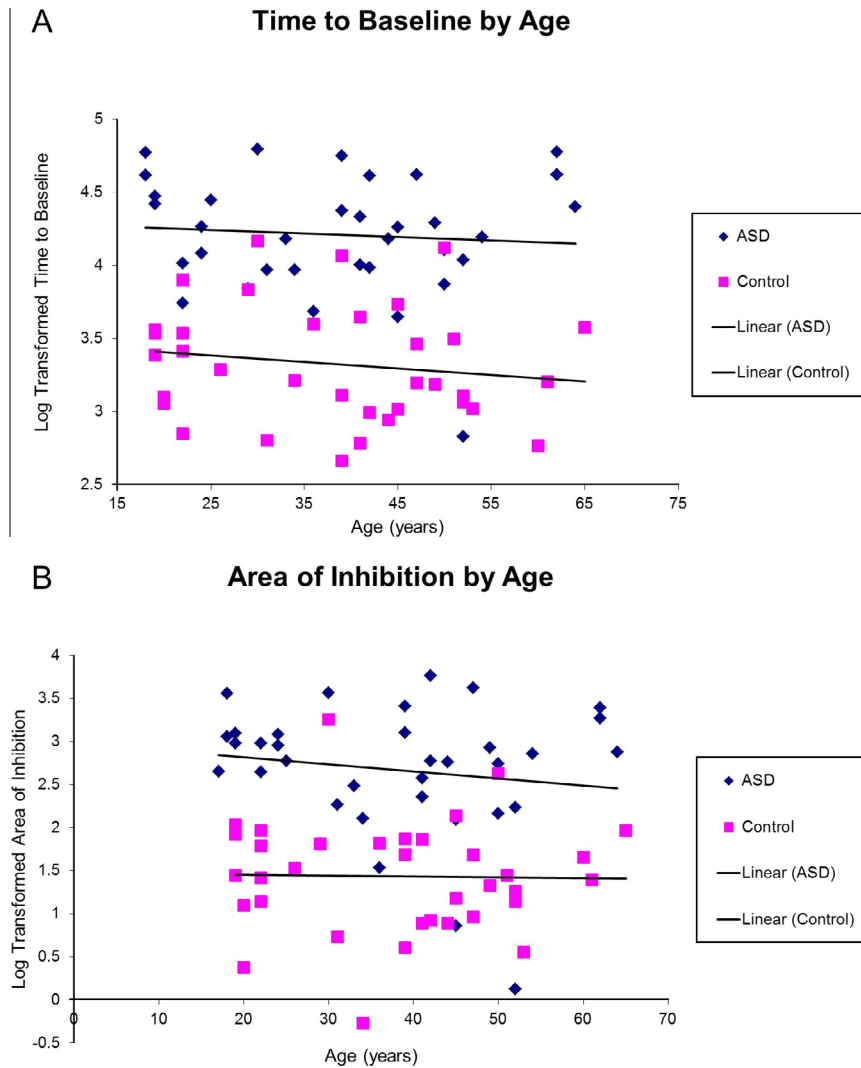 A
Time to Baseline by Age
Log Transformed Time to Baseline
5
4.5
4
3.5
3
2.5
15 25 35 45 55 65 75
Age (years)
ASD
Control
Linear (ASD)
Linear (Control)
B
Area of Inhibition by Age
Log Transformed Area of Inhibition
4
3.5
3
2.5
2
1.5
1
0.5
0
-0.5
0 10 20 30 40 50 60 70
Age (years)
ASD
Control
Linear (ASD)
Linear (Control)